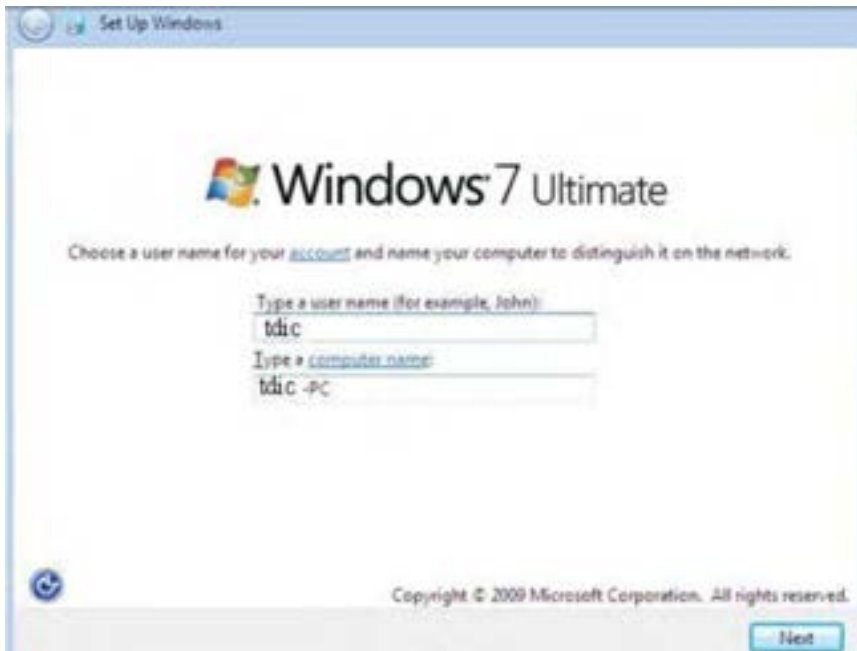 Set Up Windows
Windows 7 Ultimate
Choose a user name for your account and name your computer to distinguish it on the network.
Type a user name (for example, John):
tdic
Type a computer name:
tdic -PC
Copyright © 2009 Microsoft Corporation. All rights reserved.
Next